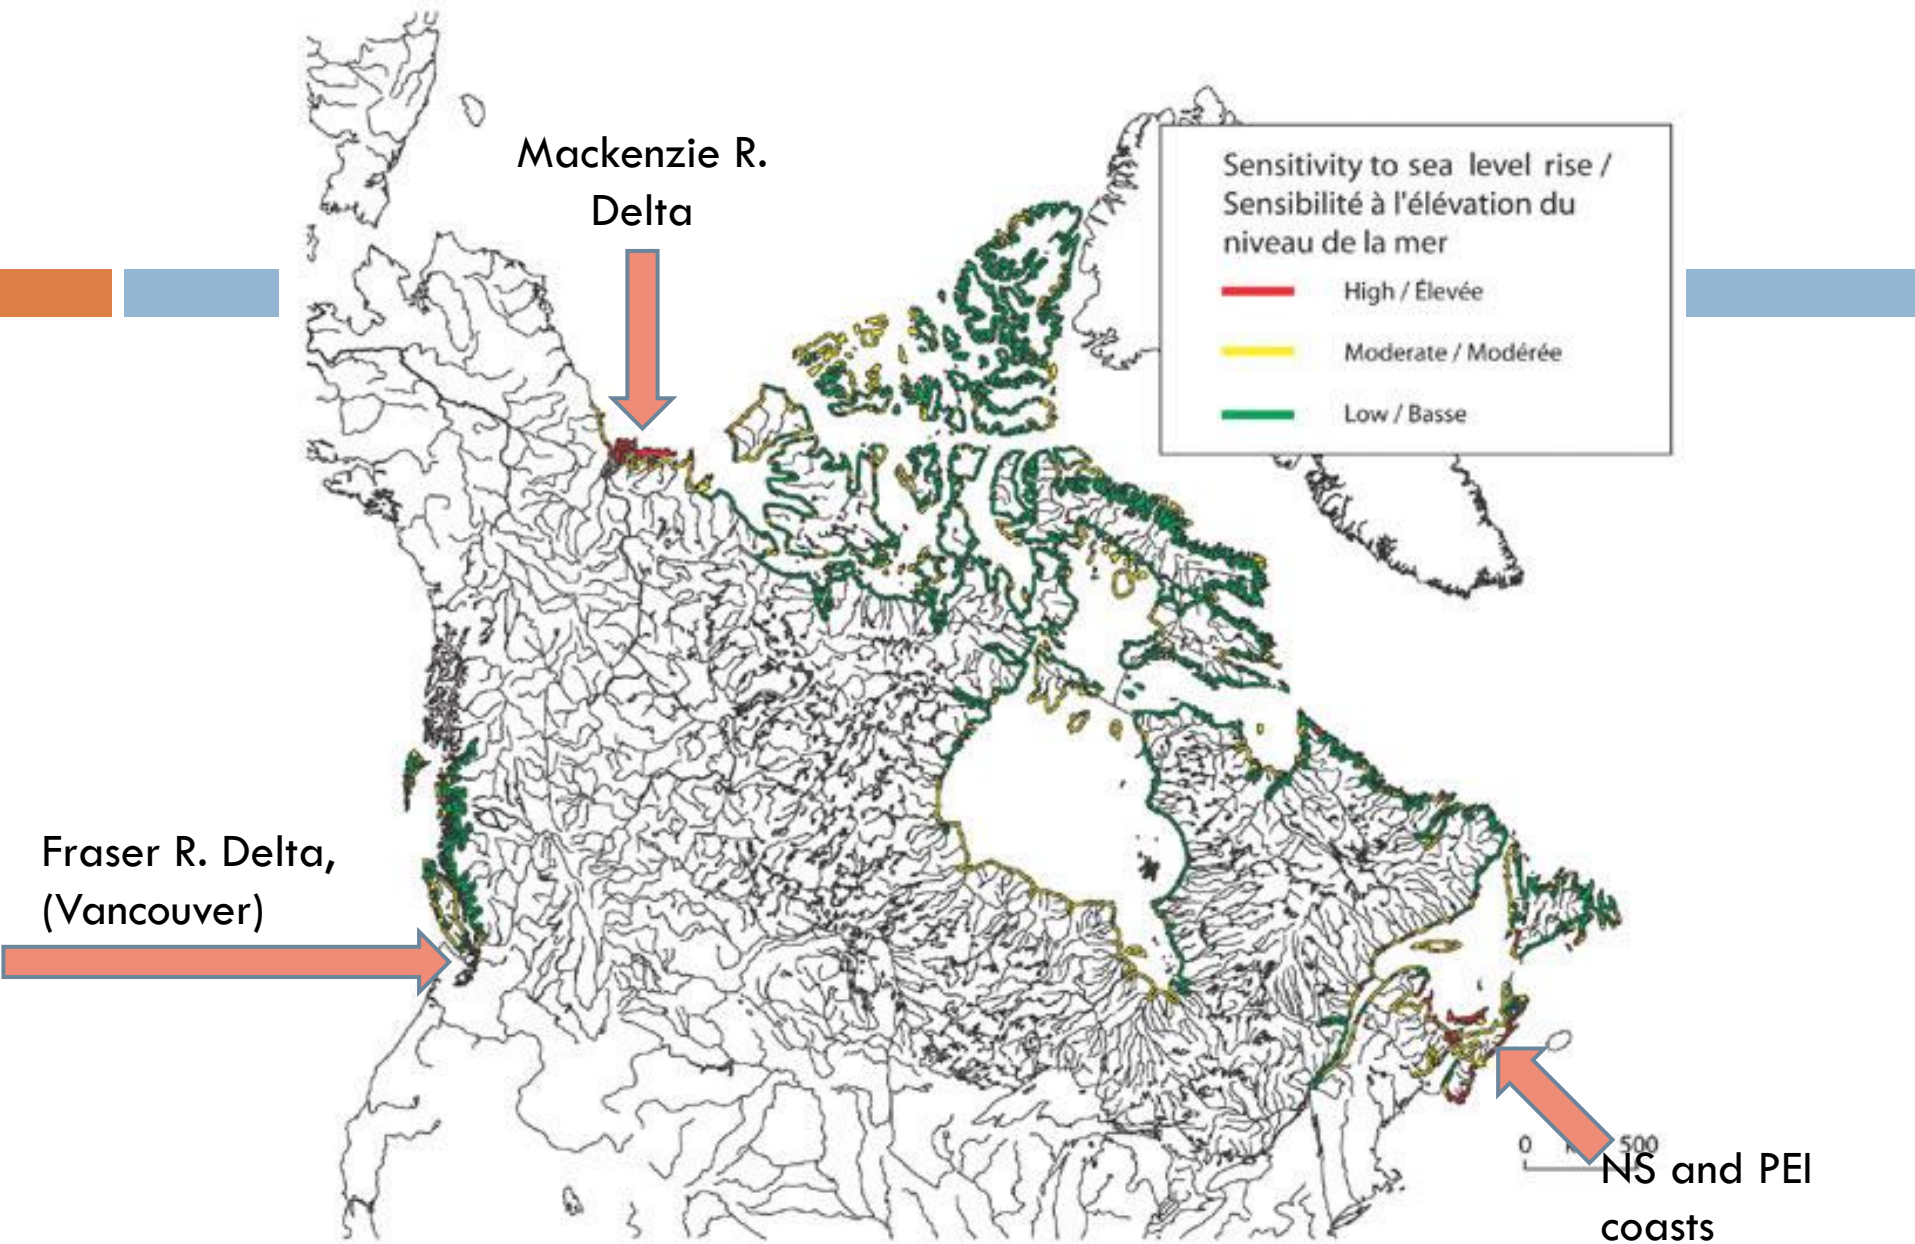 Mackenzie R.
Delta
Sensitivity to sea level rise /
Sensibilité à l'élévation du
niveau de la mer
High / Élevée
Moderate / Modérée
Low / Basse
Fraser R. Delta,
(Vancouver)
0 500
NS and PEI
coasts